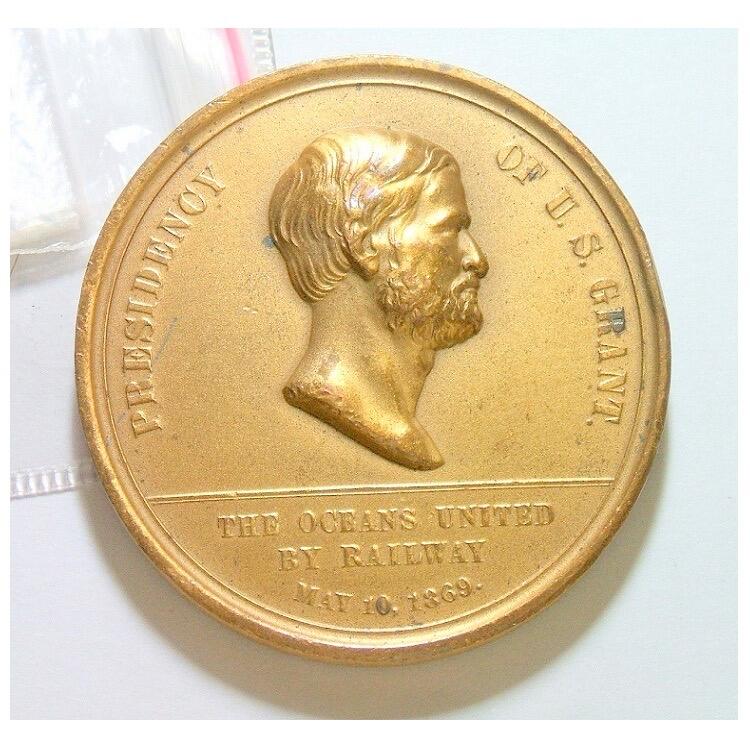 PRESIDENCY OF U.S. GRANT.
THE OCEANS UNITED
BY RAILWAY
MAY 10, 1869.